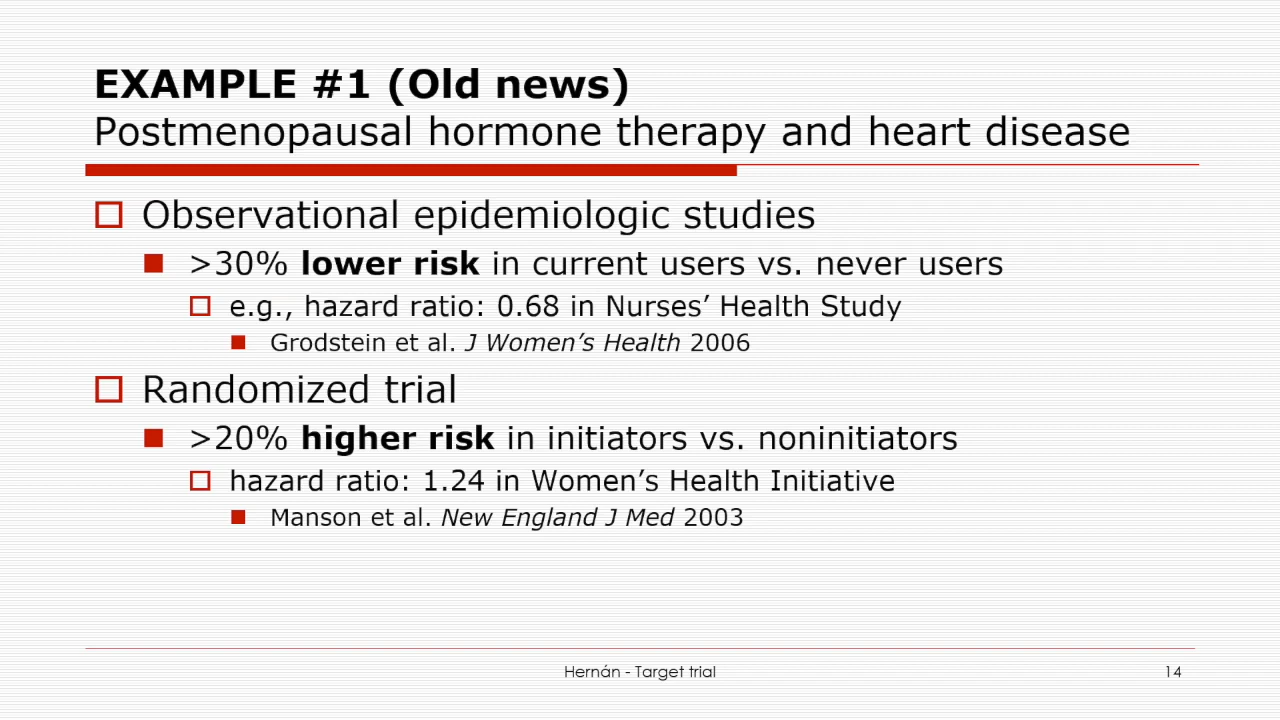 EXAMPLE #1 (Old news)
Postmenopausal hormone therapy and heart disease
Observational epidemiologic studies
>30% lower risk in current users vs. never users
e.g., hazard ratio: 0.68 in Nurses’ Health Study
Grodstein et al. J Women’s Health 2006
Randomized trial
>20% higher risk in initiators vs. noninitiators
hazard ratio: 1.24 in Women’s Health Initiative
Manson et al. New England J Med 2003
Hernán - Target trial
14